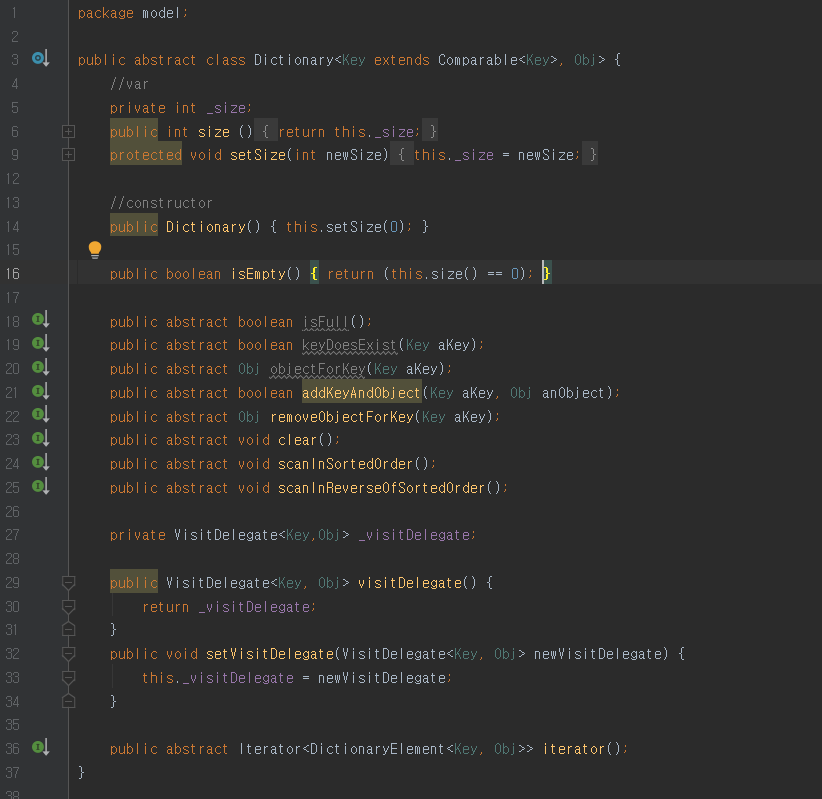 1 package model;
2
3 public abstract class Dictionary<Key extends Comparable<Key>, Obj> {
4 //var
5 private int _size;
6 public int size () { return this._size; }
9 protected void setSize(int newSize) { this._size = newSize; }
12
13 //constructor
14 public Dictionary() { this.setSize(0); }
15
16 public boolean isEmpty() { return (this.size() == 0); }
17
18 public abstract boolean isFull();
19 public abstract boolean keyDoesExist(Key aKey);
20 public abstract Obj objectForKey(Key aKey);
21 public abstract boolean addKeyAndObject(Key aKey, Obj anObject);
22 public abstract Obj removeObjectForKey(Key aKey);
23 public abstract void clear();
24 public abstract void scanInSortedOrder();
25 public abstract void scanInReverseOfSortedOrder();
26
27 private VisitDelegate<Key,Obj> _visitDelegate;
28
29 public VisitDelegate<Key, Obj> visitDelegate() {
30 return _visitDelegate;
31 }
32 public void setVisitDelegate(VisitDelegate<Key, Obj> newVisitDelegate) {
33 this._visitDelegate = newVisitDelegate;
34 }
35
36 public abstract Iterator<DictionaryElement<Key, Obj>> iterator();
37 }
38